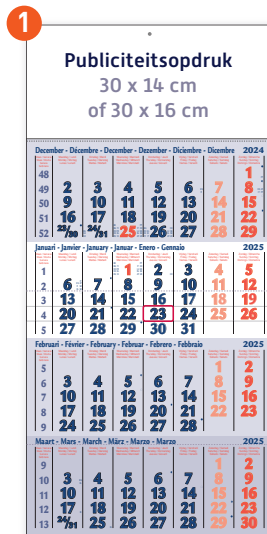 1
Publiciteitsopdruk
30 x 14 cm
of 30 x 16 cm
December - Décembre - December - Dezember - Diciembre - Dicembre 2024
48 1
49 2 3 4 5 6 7 8
50 9 10 11 12 13 14 15
51 16 17 18 19 20 21 22
52 23/30 24/31 25 26 27 28 29
Januari - Janvier - January - Januar - Enero - Gennaio 2025
1 1 2 3 4 5
2 6 7 8 9 10 11 12
3 13 14 15 16 17 18 19
4 20 21 22 23 24 25 26
5 27 28 29 30 31
Februari - Février - February - Februar - Febrero - Febbraio 2025
5 1 2
6 3 4 5 6 7 8 9
7 10 11 12 13 14 15 16
8 17 18 19 20 21 22 23
9 24 25 26 27 28
Maart - Mars - March - März - Marzo - Marzo 2025
9 1 2
10 3 4 5 6 7 8 9
11 10 11 12 13 14 15 16
12 17 18 19 20 21 22 23
13 24/31 25 26 27 28 29 30